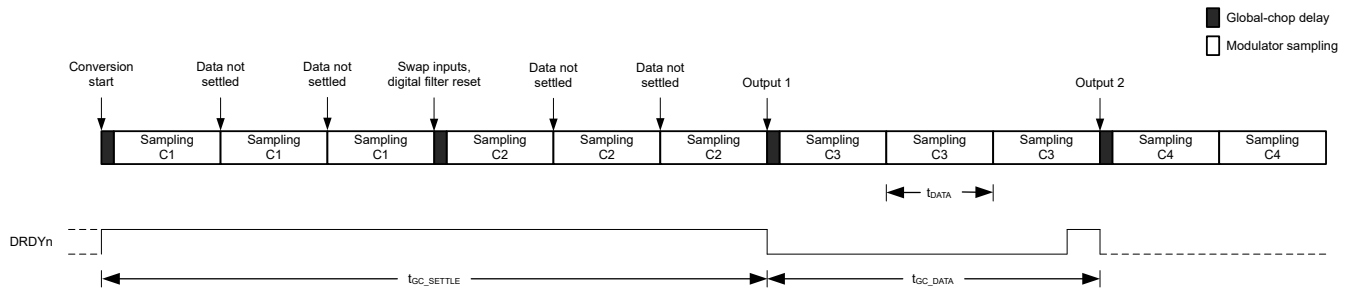 Global-chop delay
Modulator sampling
Conversion
start
Data not
settled
Data not
settled
Swap inputs,
digital filter reset
Data not
settled
Data not
settled
Output 1
Output 2
Sampling
C1
Sampling
C1
Sampling
C1
Sampling
C2
Sampling
C2
Sampling
C2
Sampling
C3
Sampling
C3
Sampling
C3
Sampling
C4
Sampling
C4
tDATA
DRDYn
tGC_SETTLE
tGC_DATA